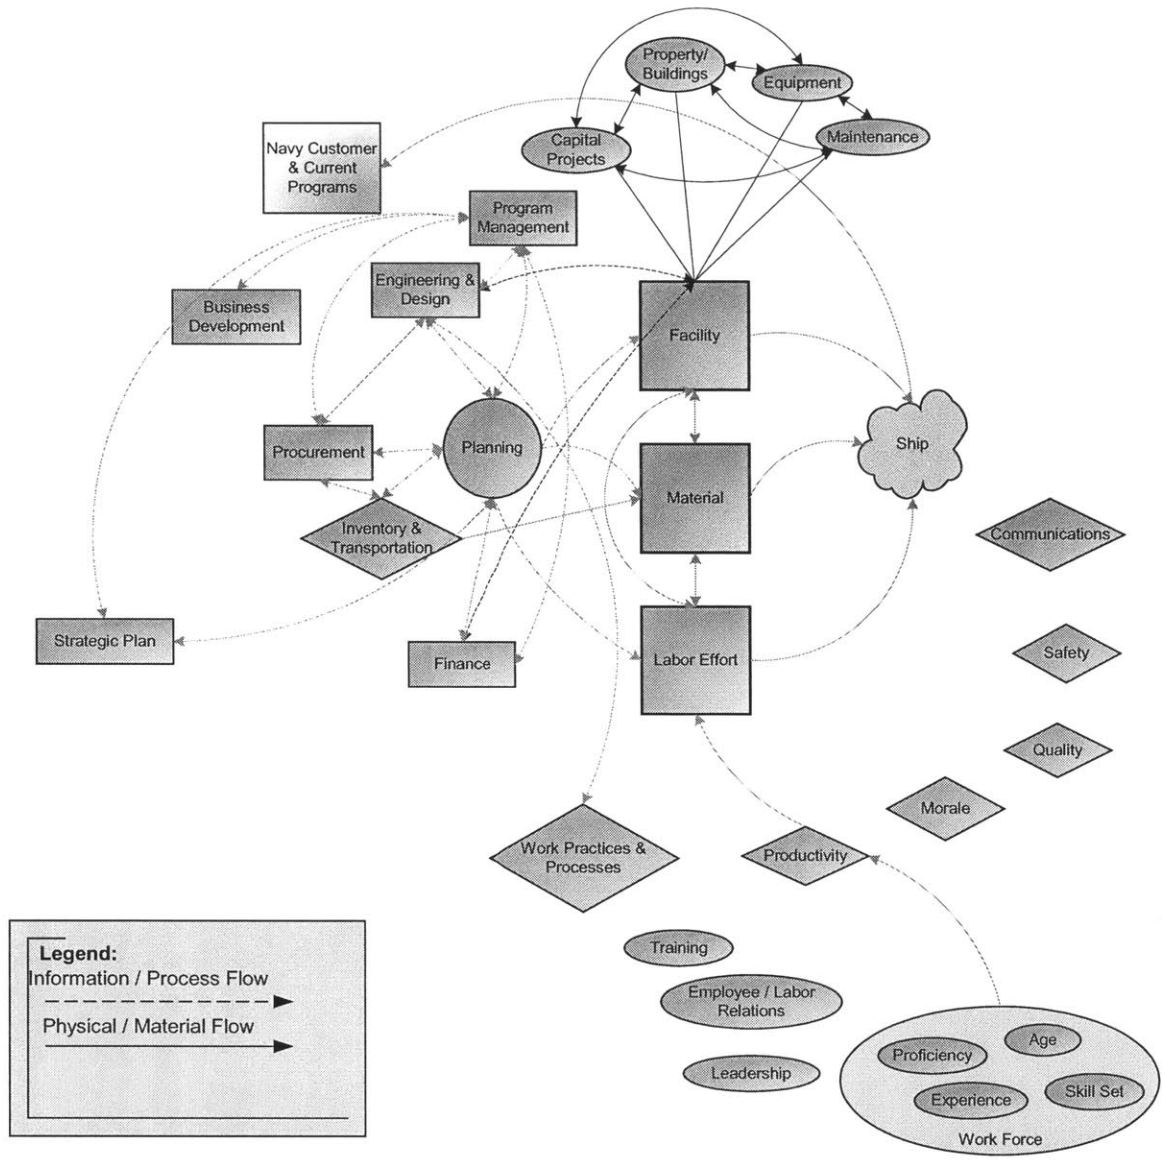 Property/
Buildings
Equipment
Capital
Projects
Maintenance
Navy Customer
& Current
Programs
Program
Management
Engineering &
Design
Business
Development
Facility
Procurement
Planning
Ship
Material
Inventory &
Transportation
Communications
Strategic Plan
Finance
Labor Effort
Safety
Quality
Morale
Work Practices &
Processes
Productivity
Training
Employee / Labor
Relations
Leadership
Proficiency
Age
Experience
Skill Set
Work Force
Legend:
Information / Process Flow
Physical / Material Flow